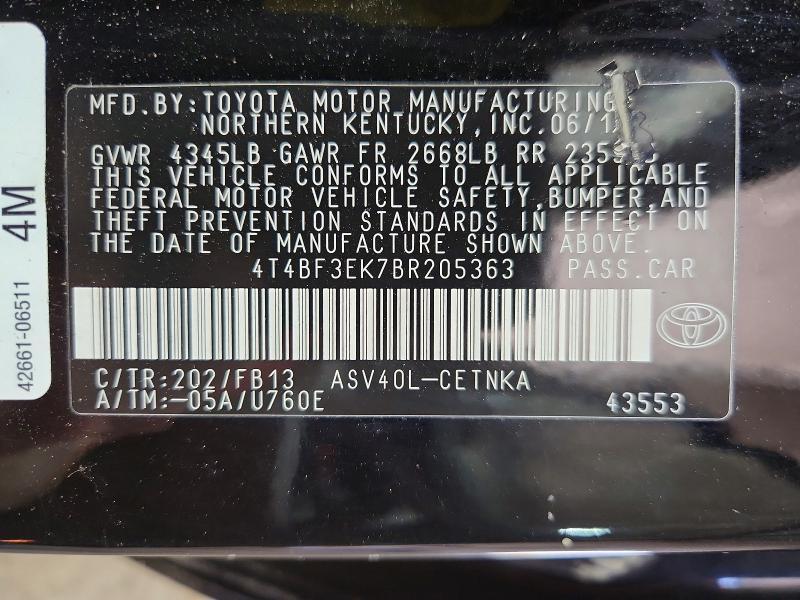 MFD.BY:TOYOTA MOTOR MANUFACTURING
NORTHERN KENTUCKY,INC.06/1
GVWR 4345LB GAWR FR 2668LB RR
THIS VEHICLE CONFORMS TO ALL APPLICABLE
FEDERAL MOTOR VEHICLE SAFETY,BUMPER,AND
THEFT PREVENTION STANDARDS IN EFFECT ON
THE DATE OF MANUFACTURE SHOWN ABOVE.
4T4BF3EK7BR205363 PASS.CAR
C/TR:202/FB13 ASV40L-CETNKA
A/TM:-05A/U760E 43553
4M
42661-06511